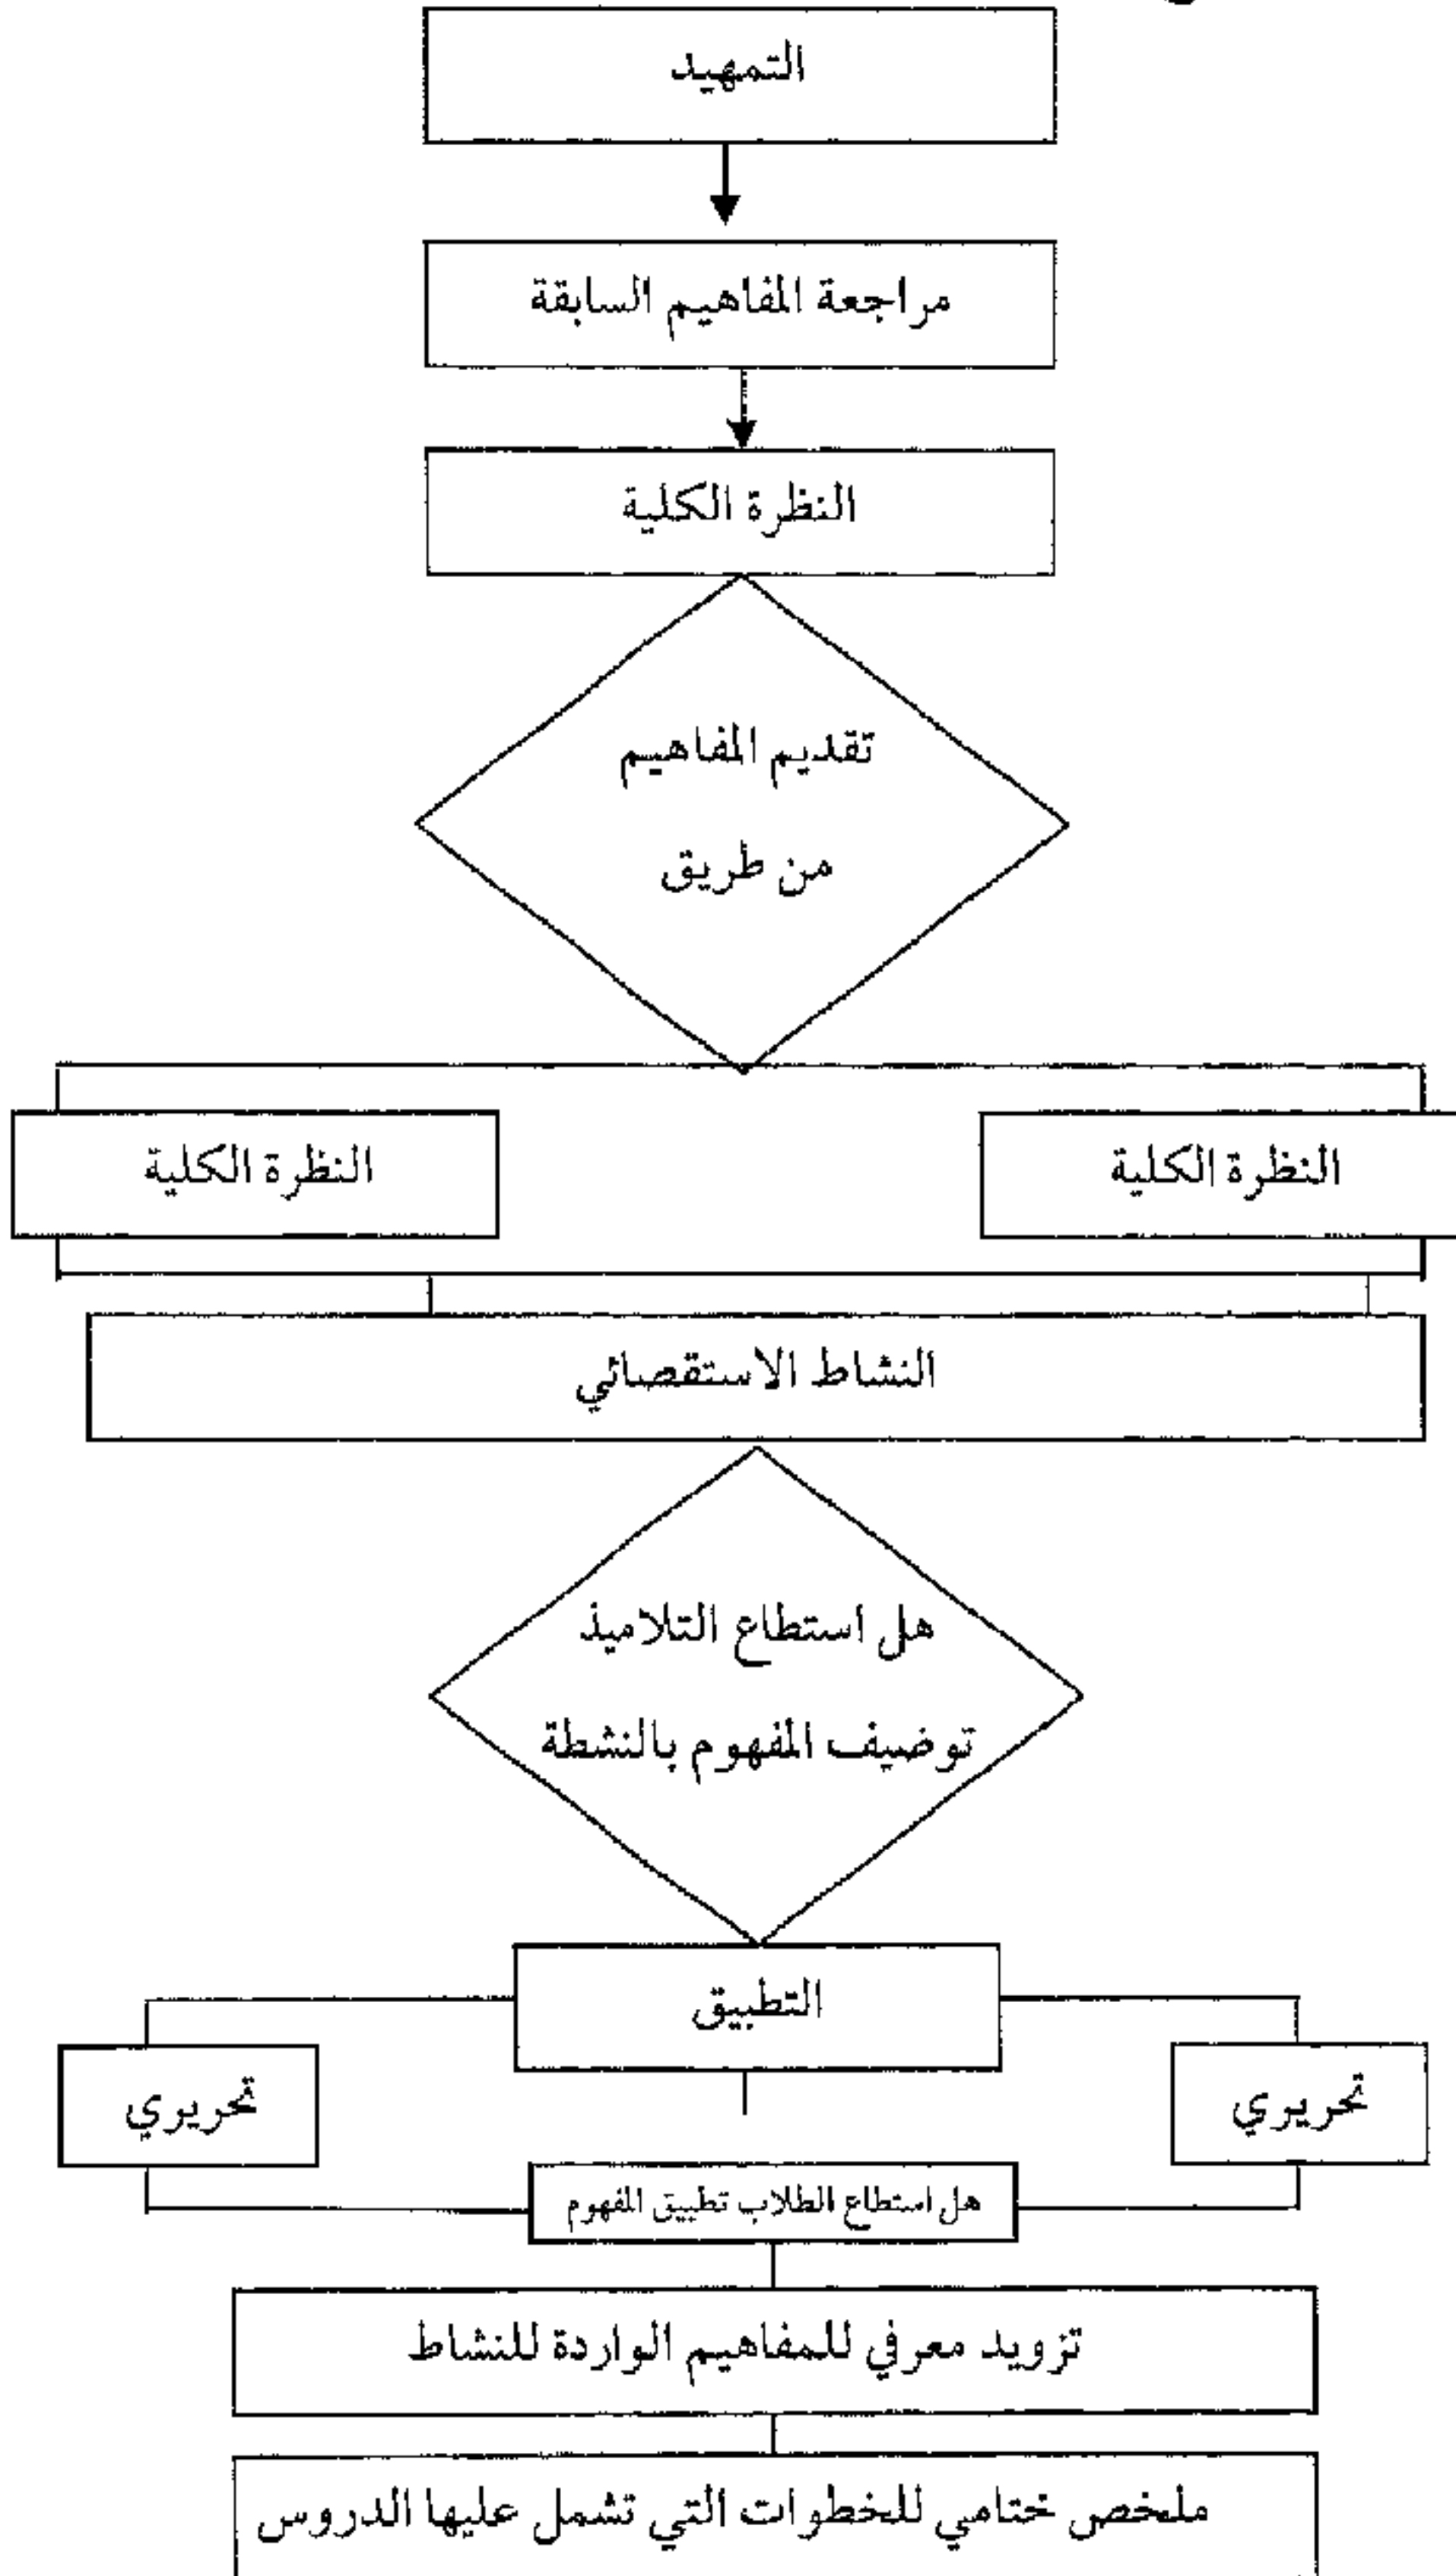 التمهيد
مراجعة المفاهيم السابقة
النظرة الكلية
تقديم المفاهيم
من طريق
النظرة الكلية
النظرة الكلية
النشاط الاستقصائي
هل استطاع التلاميذ
توضيف المفهوم بالنشطة
التطبيق
تحريري
تحريري
هل استطاع الطلاب تطبيق المفهوم
تزويد معرفي للمفاهيم الواردة للنشاط
ملخص ختامي للخطوات التي تشمل عليها الدروس